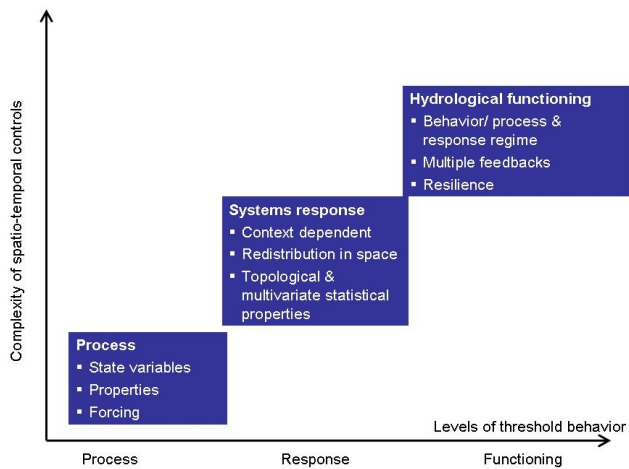 Complexity of spatio-temporal controls
Hydrological functioning
▪ Behavior/ process &
response regime
▪ Multiple feedbacks
▪ Resilience
Systems response
▪ Context dependent
▪ Redistribution in space
▪ Topological &
multivariate statistical
properties
Process
▪ State variables
▪ Properties
▪ Forcing
Levels of threshold behavior
Process
Response
Functioning